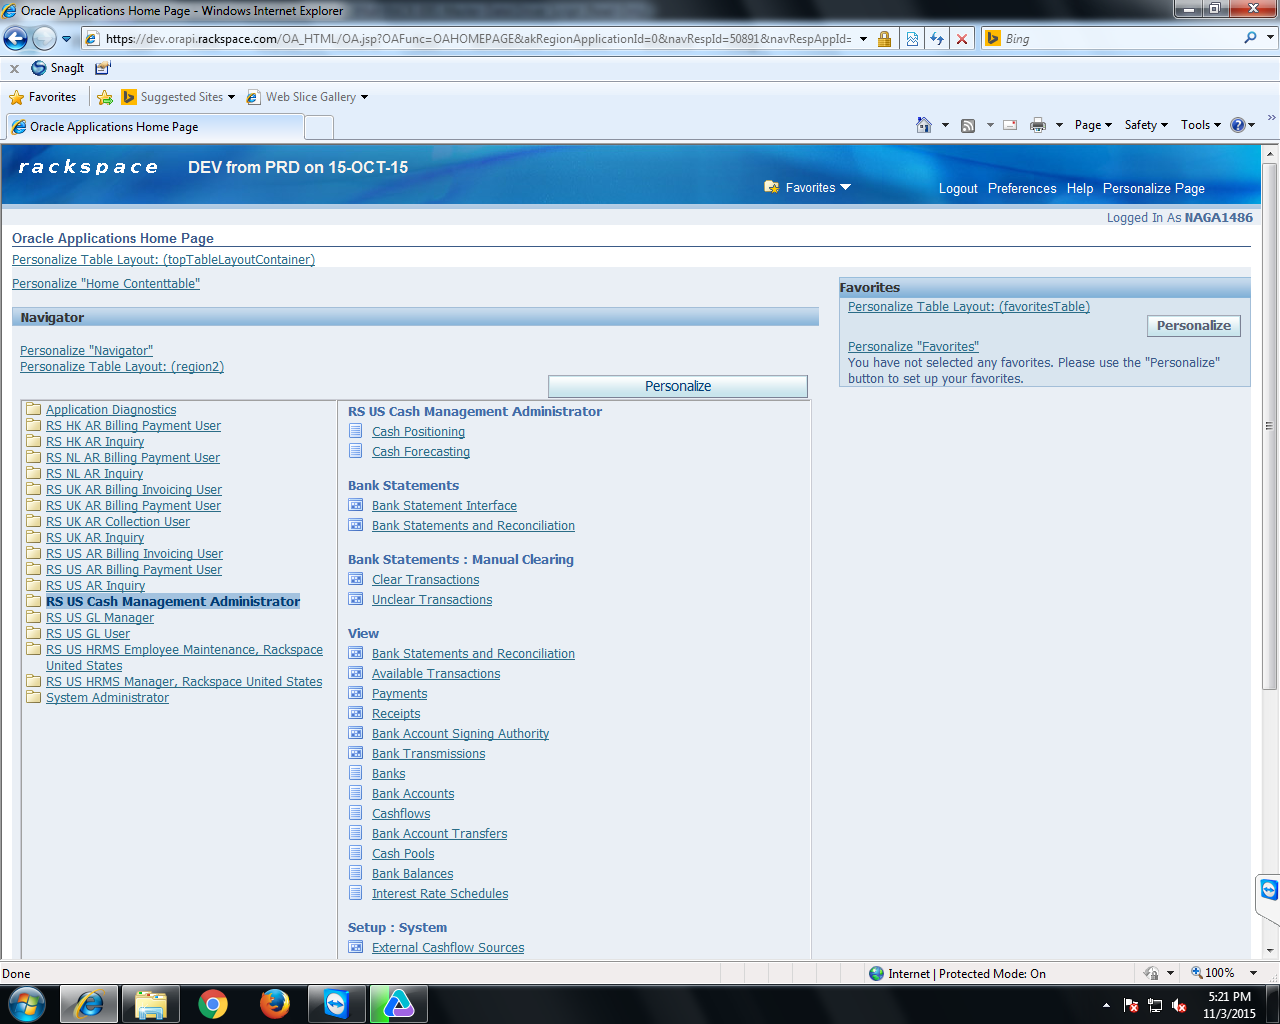 Oracle Applications Home Page - Windows Internet Explorer
https://dev.orapi.rackspace.com/OA_HTML/OA.jsp?OAFunc=OAHOMEPAGE&akRegionApplicationId=0&navRespId=50891&navRespAppId=
Bing
x SnagIt
Favorites Suggested Sites Web Slice Gallery
Oracle Applications Home Page
Page Safety Tools
rackspace DEV from PRD on 15-OCT-15
Favorites Logout Preferences Help Personalize Page
Logged In As NAGA1486
Oracle Applications Home Page
Personalize Table Layout: (topTableLayoutContainer)
Personalize "Home Contenttable"
Navigator
Personalize "Navigator"
Personalize Table Layout: (region2)
Personalize
Application Diagnostics
RS HK AR Billing Payment User
RS HK AR Inquiry
RS NL AR Billing Payment User
RS NL AR Inquiry
RS UK AR Billing Invoicing User
RS UK AR Billing Payment User
RS UK AR Collection User
RS UK AR Inquiry
RS US AR Billing Invoicing User
RS US AR Billing Payment User
RS US AR Inquiry
RS US Cash Management Administrator
RS US GL Manager
RS US GL User
RS US HRMS Employee Maintenance, Rackspace
United States
RS US HRMS Manager, Rackspace United States
System Administrator
RS US Cash Management Administrator
Cash Positioning
Cash Forecasting
Bank Statements
Bank Statement Interface
Bank Statements and Reconciliation
Bank Statements : Manual Clearing
Clear Transactions
Unclear Transactions
View
Bank Statements and Reconciliation
Available Transactions
Payments
Receipts
Bank Account Signing Authority
Bank Transmissions
Banks
Bank Accounts
Cashflows
Bank Account Transfers
Cash Pools
Bank Balances
Interest Rate Schedules
Setup : System
External Cashflow Sources
Favorites
Personalize Table Layout: (favoritesTable)
Personalize
Personalize "Favorites"
You have not selected any favorites. Please use the "Personalize"
button to set up your favorites.
Done
Internet | Protected Mode: On
100%
5:21 PM
11/3/2015